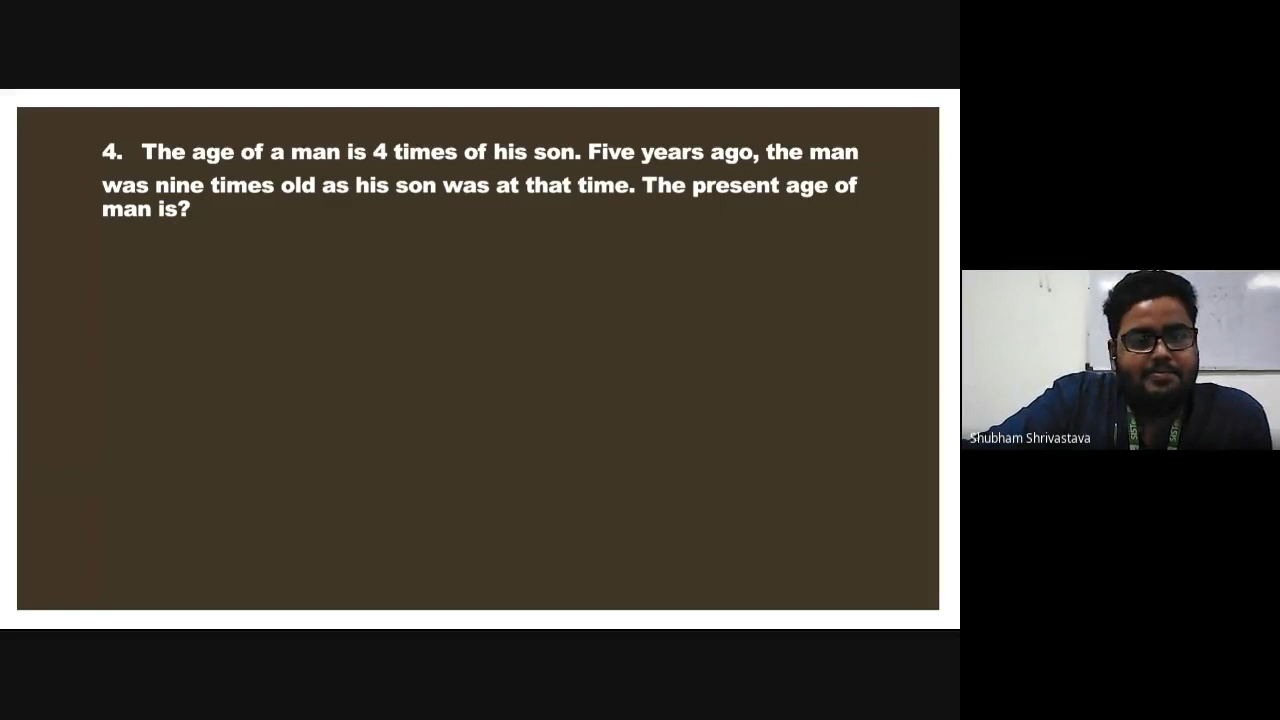 4. The age of a man is 4 times of his son. Five years ago, the man
was nine times old as his son was at that time. The present age of
man is?
Shubham Shrivastava